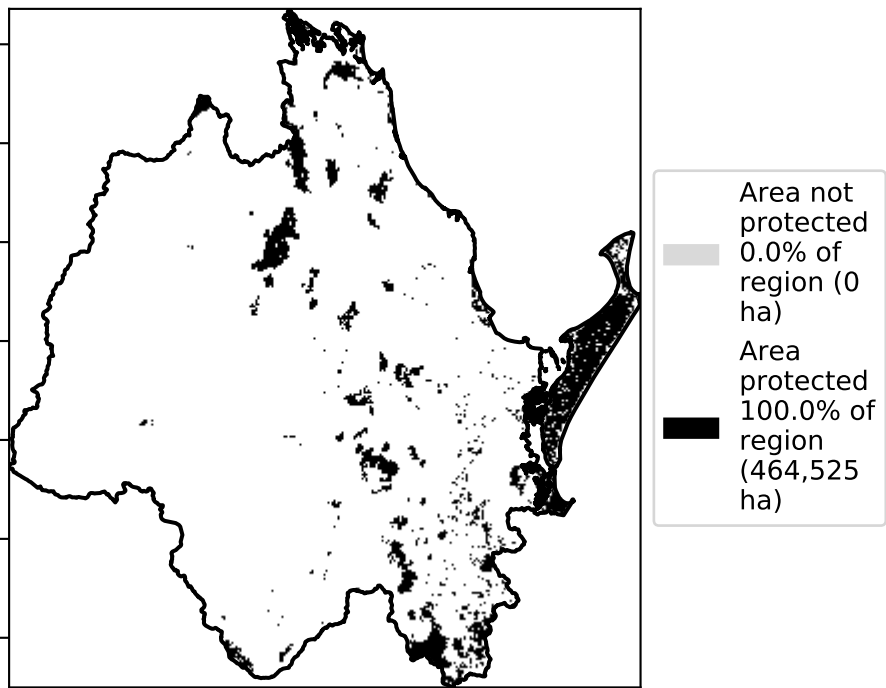 Area not
protected
0.0% of
region (0
ha)
Area
protected
100.0% of
region
(464,525
ha)